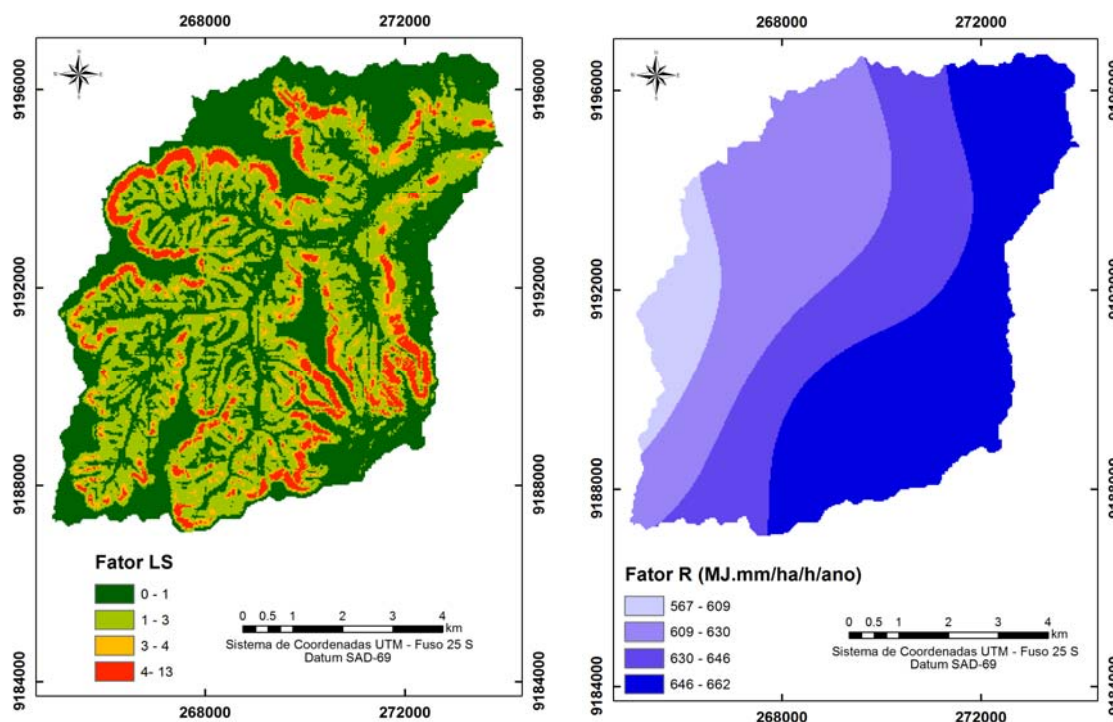 268000 272000
9196000
9192000
9188000
9184000
Fator LS
0 - 1
1 - 3
3 - 4
4- 13
0 0.5 1 2 3 4
km
Sistema de Coordenadas UTM - Fuso 25 S
Datum SAD-69
268000 272000
268000 272000
9196000
9196000
9192000
9192000
9188000
9188000
9184000
9184000
Fator R (MJ.mm/ha/h/ano)
567 - 609
609 - 630
630 - 646
646 - 662
0 0.5 1 2 3 4
km
Sistema de Coordenadas UTM - Fuso 25 S
Datum SAD-69
268000 272000